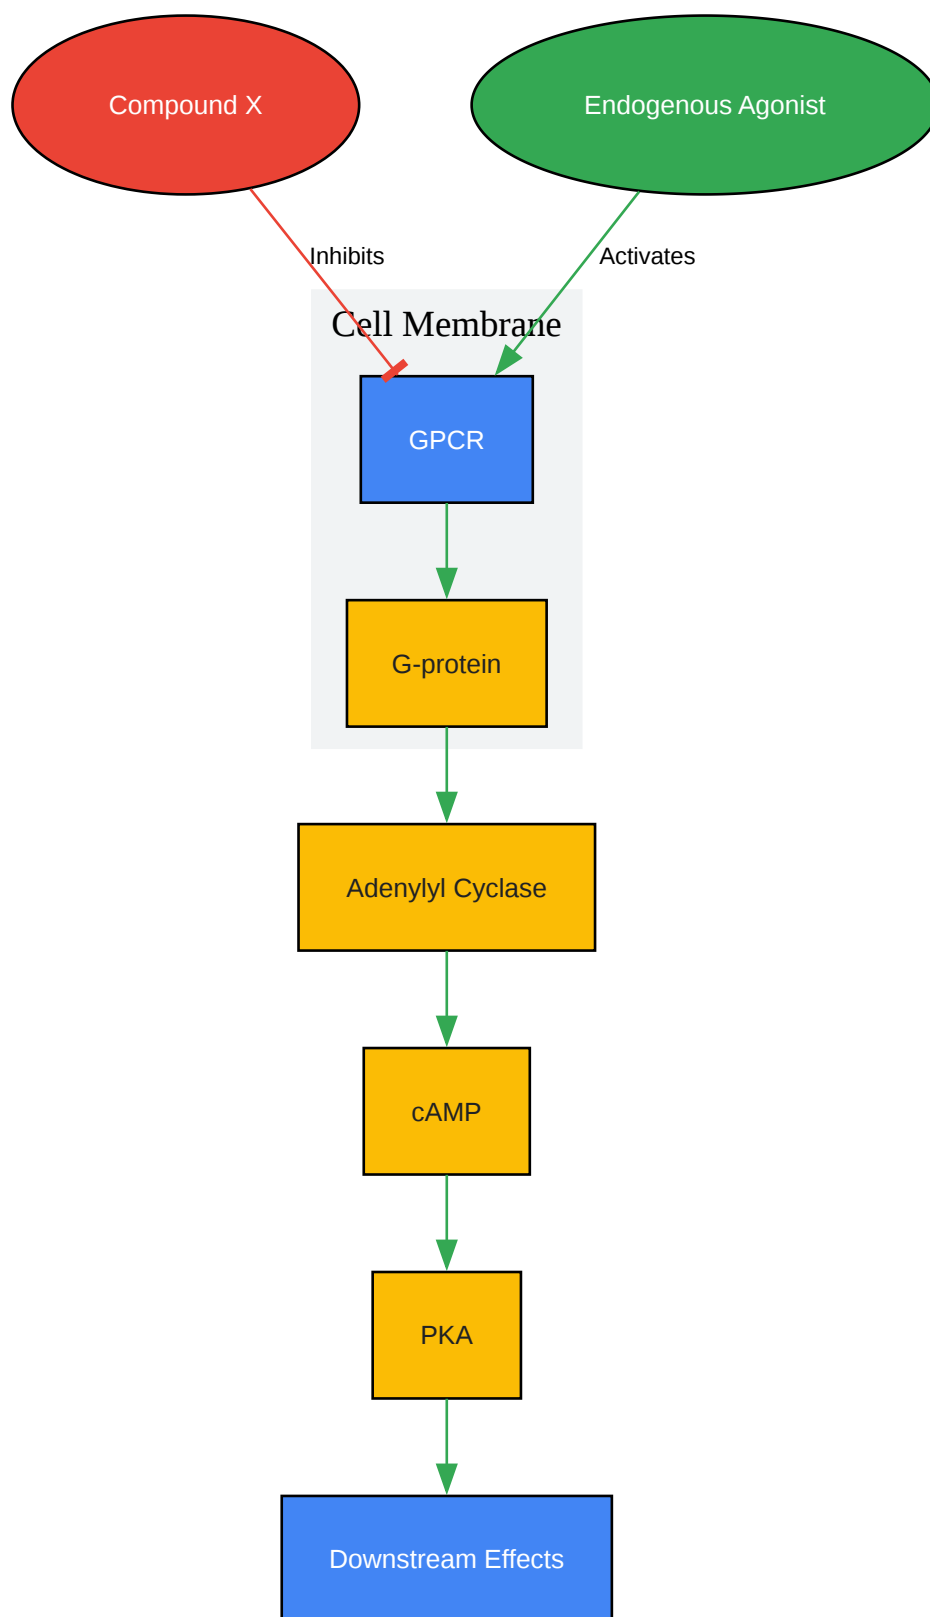 Compound X
Endogenous Agonist
Inhibits
Activates
Cell Membrane
GPCR
G-protein
Adenylyl Cyclase
cAMP
PKA
Downstream Effects